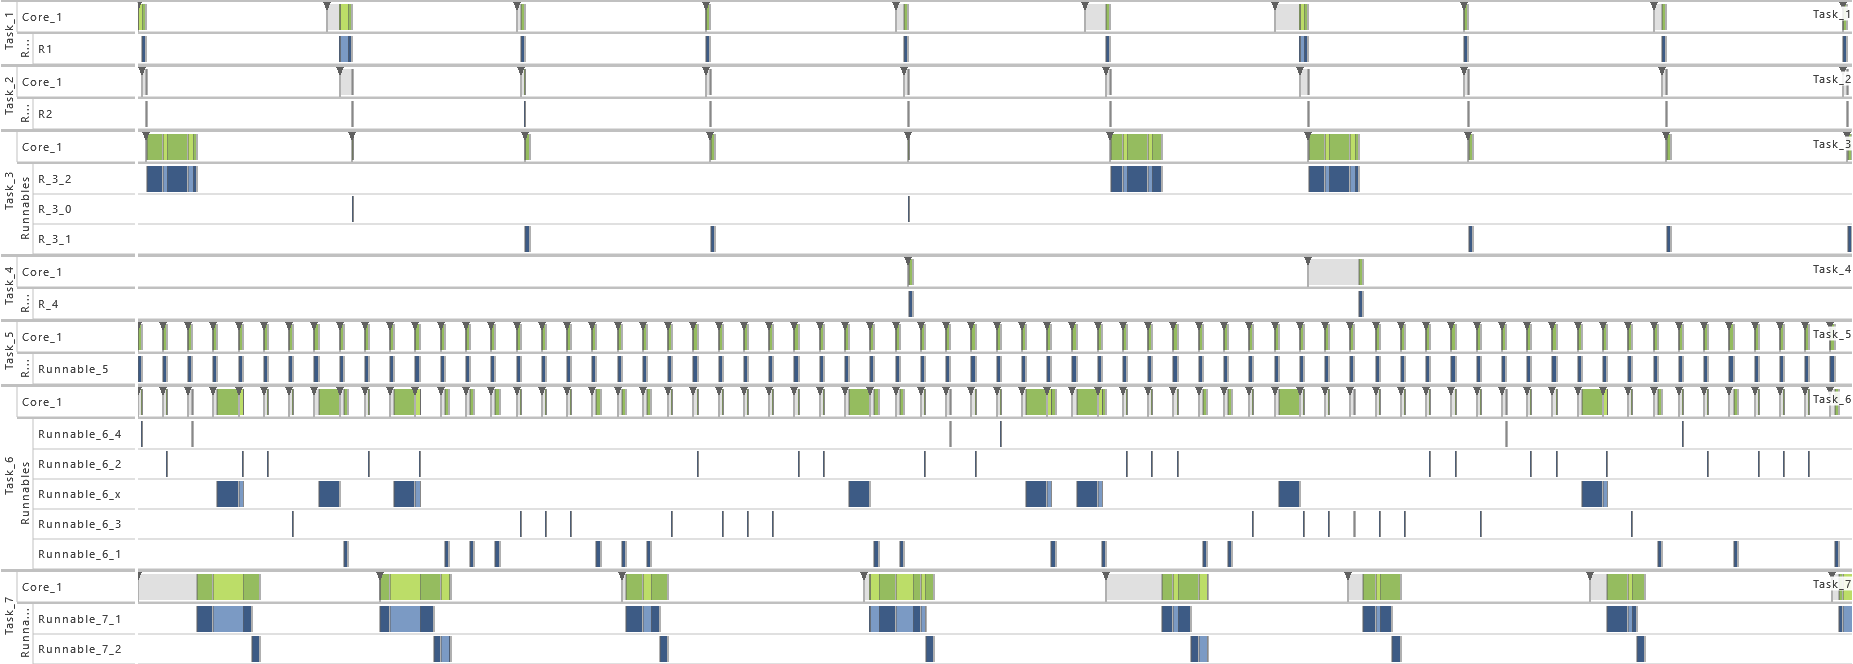 Task_1
Core_1
Task_1
R...
R1
Task_2
Core_1
Task_2
R...
R2
Task_3
Core_1
Task_3
Runnables
R_3_2
R_3_0
R_3_1
Task_4
Core_1
Task_4
R...
R_4
Task_5
Core_1
Task_5
R...
Runnable_5
Task_6
Core_1
Task_6
Runnables
Runnable_6_4
Runnable_6_2
Runnable_6_x
Runnable_6_3
Runnable_6_1
Task_7
Core_1
Task_7
Runna...
Runnable_7_1
Runnable_7_2